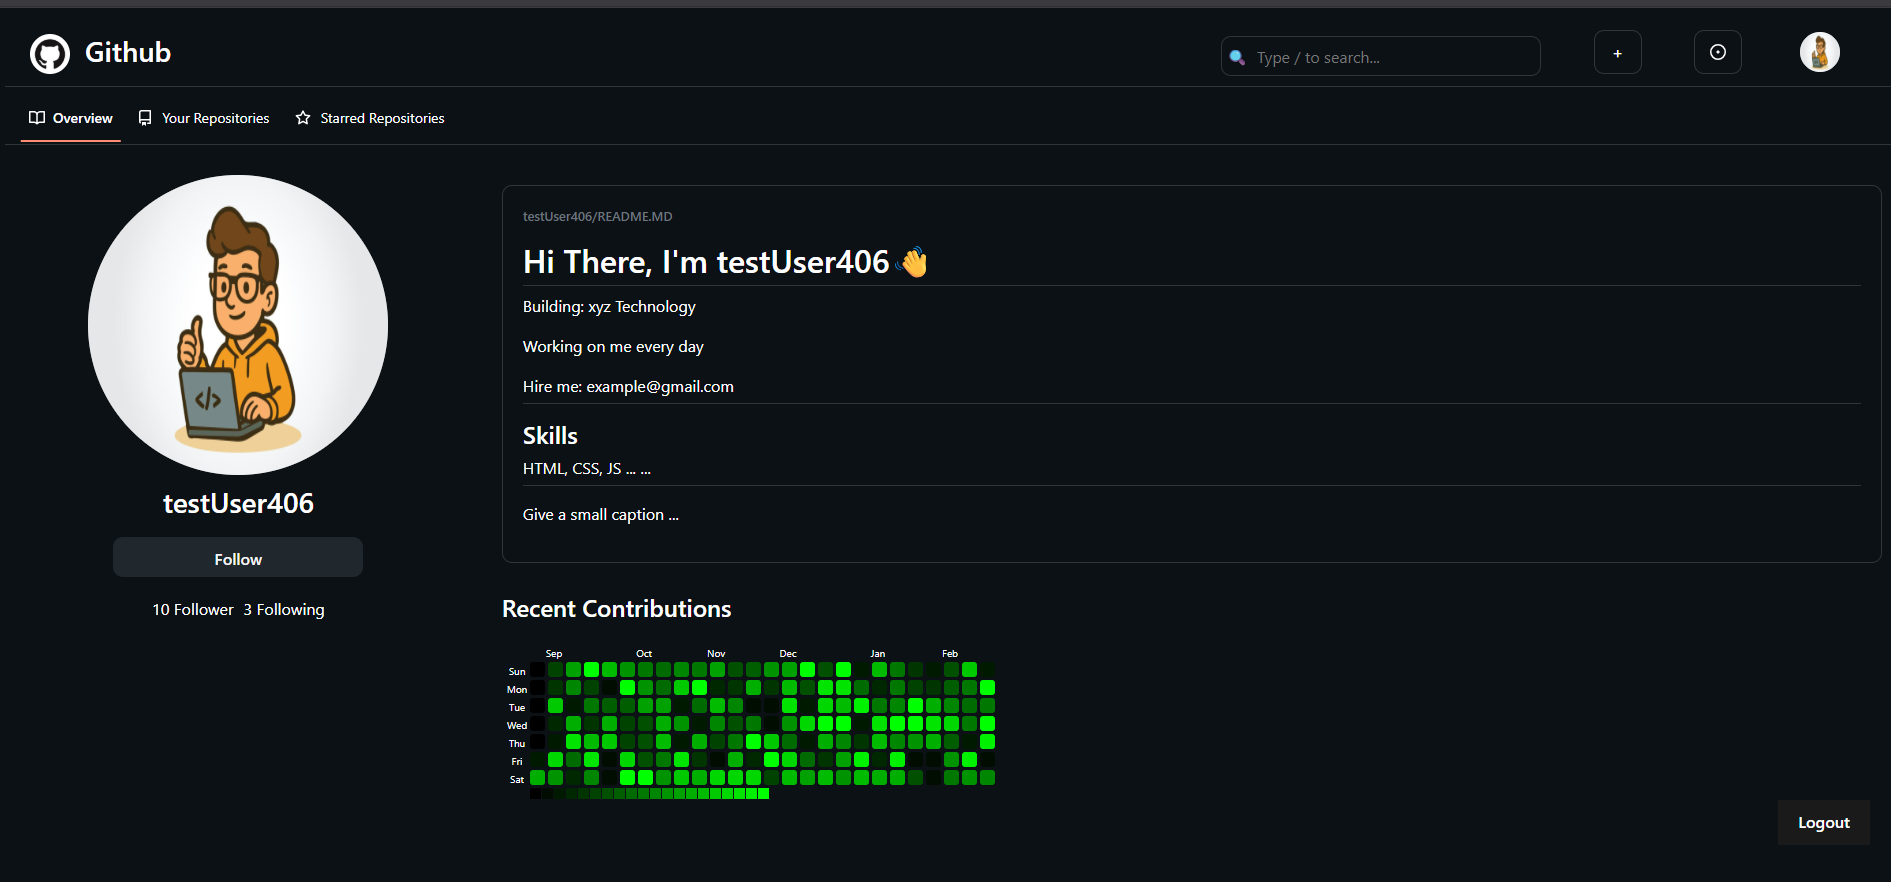 Github
Type / to search...
+
Overview
Your Repositories
Starred Repositories
</>
testUser406
Follow
10 Follower 3 Following
testUser406/README.MD
Hi There, I'm testUser406👋
Building: xyz Technology
Working on me every day
Hire me: example@gmail.com
Skills
HTML, CSS, JS ... ...
Give a small caption ...
Recent Contributions
Sep Oct Nov Dec Jan Feb
Sun
Mon
Tue
Wed
Thu
Fri
Sat
Logout